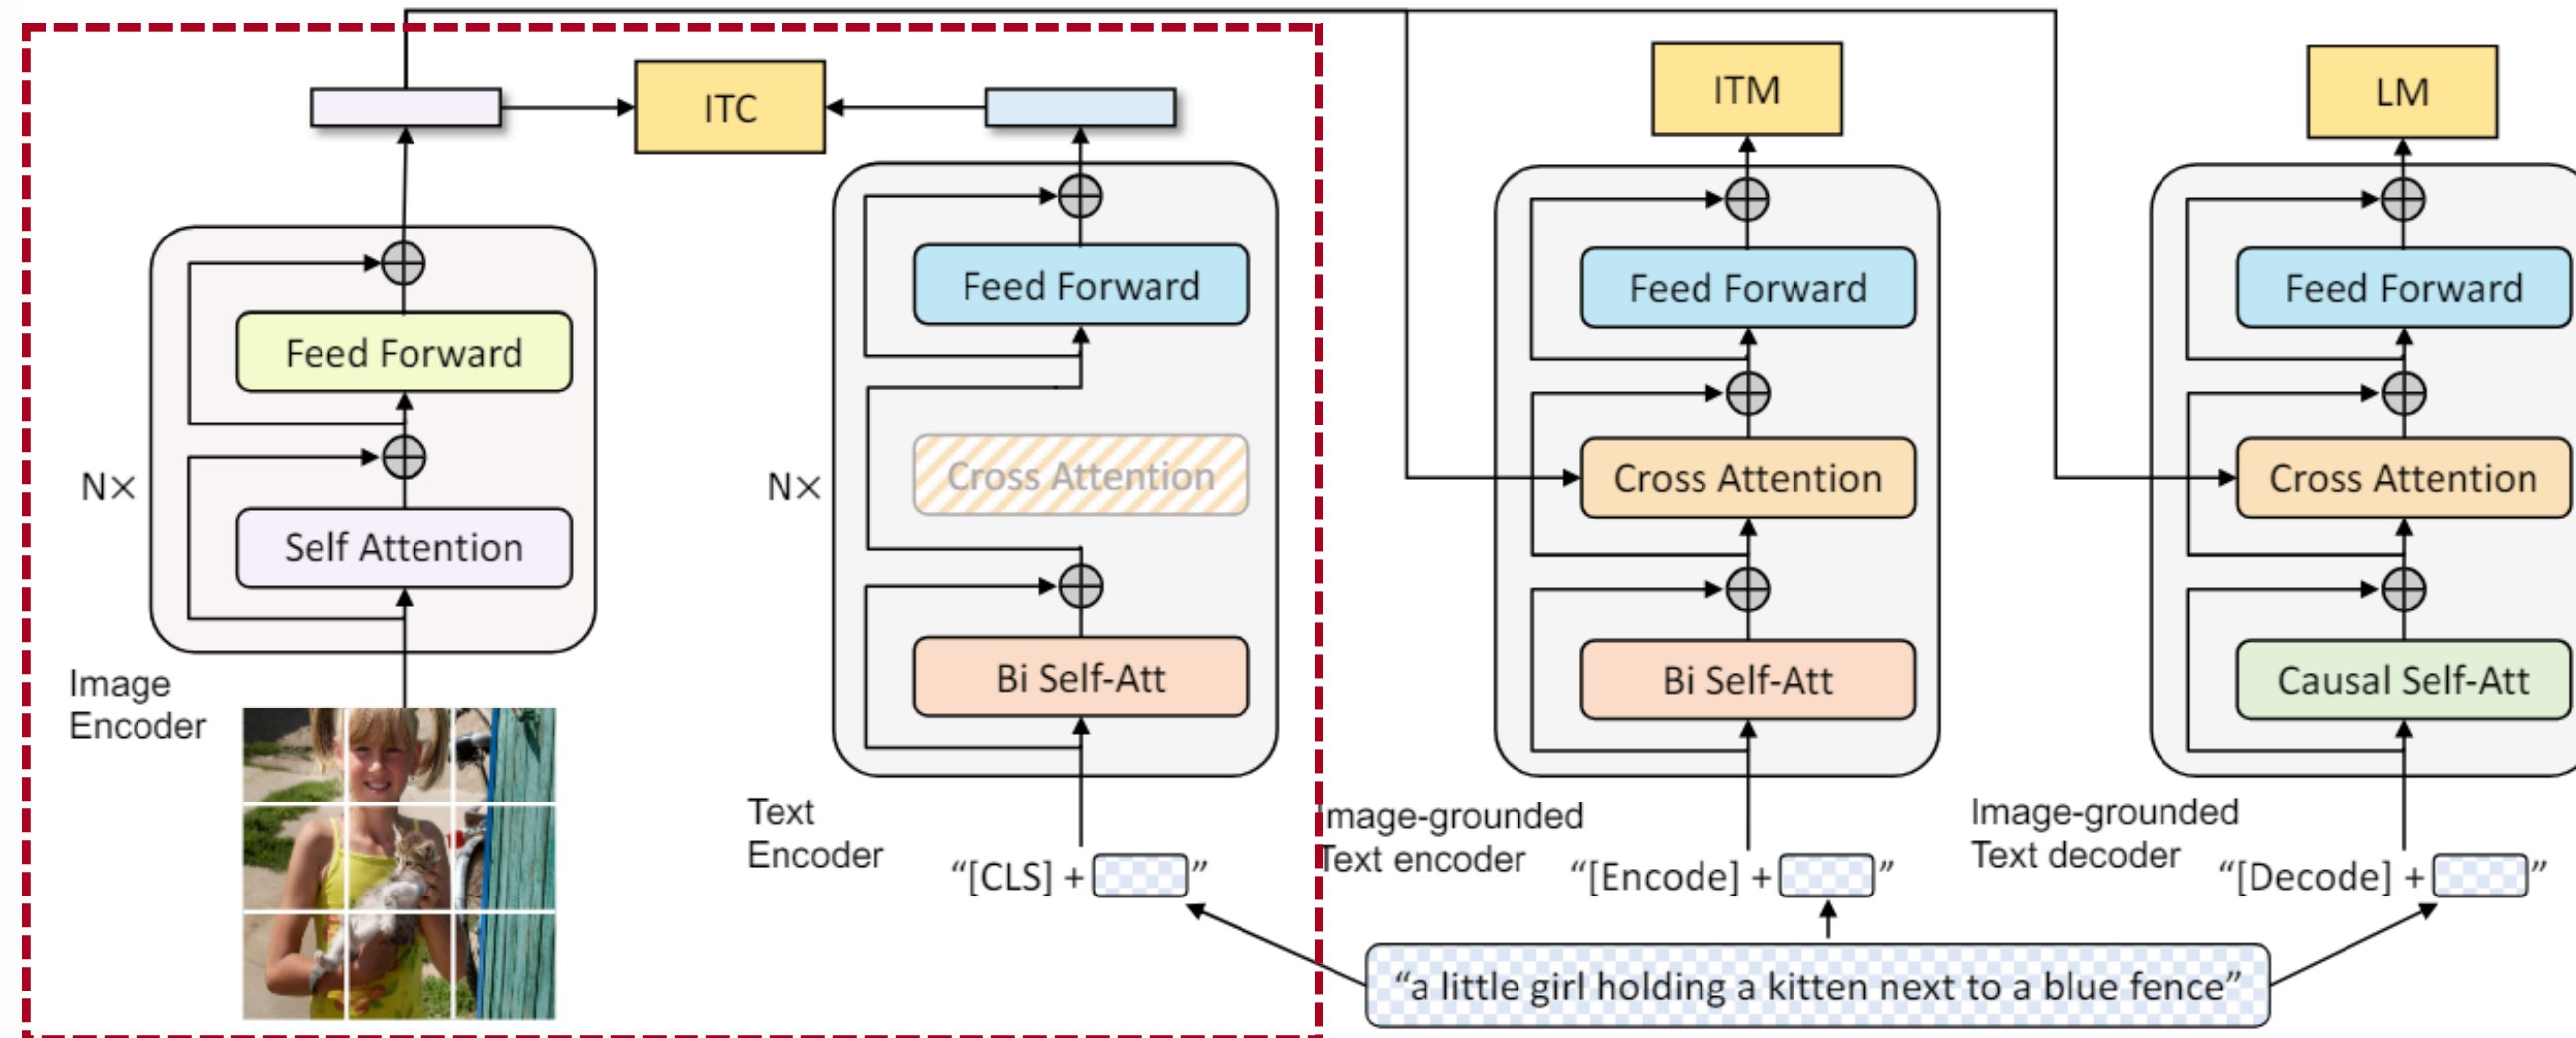 ITC
ITM
LM
Feed Forward
Self Attention
N×
Image
Encoder
Feed Forward
Cross Attention
Bi Self-Att
N×
Text
Encoder
“[CLS] + ”
Feed Forward
Cross Attention
Bi Self-Att
Image-grounded
Text encoder
“[Encode] + ”
Feed Forward
Cross Attention
Causal Self-Att
Image-grounded
Text decoder
“[Decode] + ”
“a little girl holding a kitten next to a blue fence”